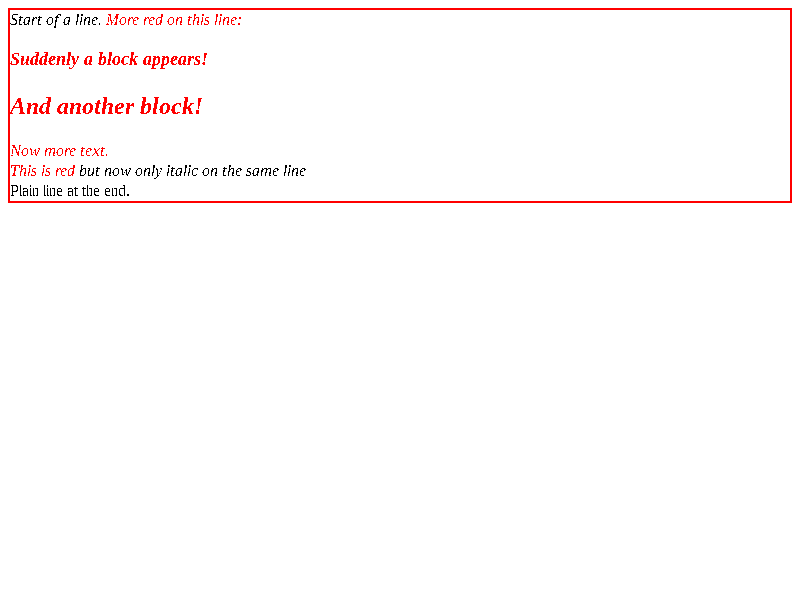 Start of a line. More red on this line:
Suddenly a block appears!
And another block!
Now more text.
This is red but now only italic on the same line
Plain line at the end.